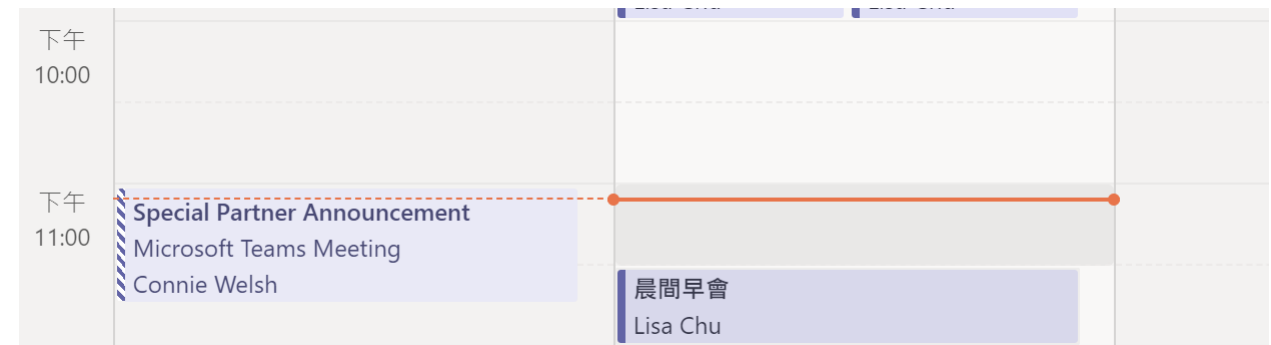 下午
10:00
下午
11:00
Special Partner Announcement
Microsoft Teams Meeting
Connie Welsh
晨間早會
Lisa Chu